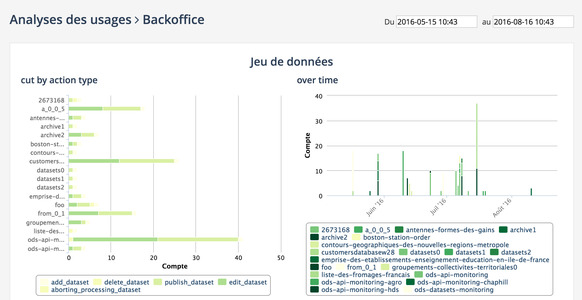 Analyses des usages > Backoffice
Du 2016-05-15 10:43 au 2016-08-16 10:43
Jeu de données
cut by action type
2673168
a_0_0_5
antennes-...
archive1
archive2
boston-st...
contours-...
customers...
datasets0
datasets1
datasets2
emprise-d...
foo
from_0_1
groupemen...
liste-des...
ods-api-m...
ods-api-m...
0 10 20 30 40 50
Compte
add_dataset delete_dataset publish_dataset edit_dataset
aborting_processing_dataset
over time
Compte
40
30
20
10
0
Juin '16 Juil '16 Août '16
2673168 a_0_0_5 antennes-formes-des-gains archive1
archive2 boston-station-order
contours-geographiques-des-nouvelles-regions-metropole
customersdatabasew28 datasets0 datasets1 datasets2
emprise-des-etablissements-enseignement-education-en-ile-de-france
foo from_0_1 groupements-collectivites-territoriales0
liste-des-fromages-francais ods-api-monitoring
ods-api-monitoring-agro ods-api-monitoring-chaphill
ods-api-monitoring-hds ods-datasets-monitoring